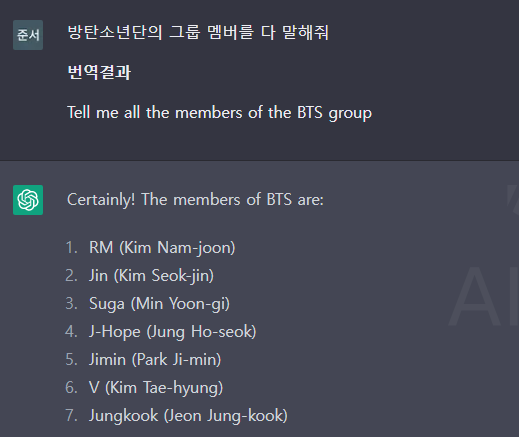 준서
방탄소년단의 그룹 멤버를 다 말해줘
번역결과
Tell me all the members of the BTS group
Certainly! The members of BTS are:
1. RM (Kim Nam-joon)
2. Jin (Kim Seok-jin)
3. Suga (Min Yoon-gi)
4. J-Hope (Jung Ho-seok)
5. Jimin (Park Ji-min)
6. V (Kim Tae-hyung)
7. Jungkook (Jeon Jung-kook)